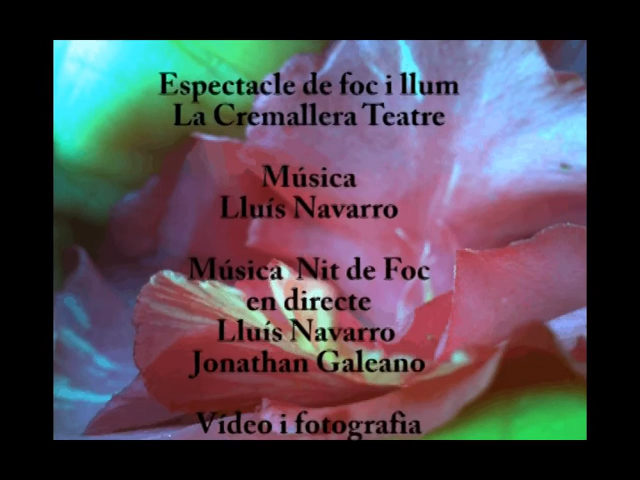 Espectacle de foc i llum
La Cremallera Teatre
Música
Lluís Navarro
Música Nit de Foc
en directe
Lluís Navarro
Jonathan Galeano
Vídeo i fotografia